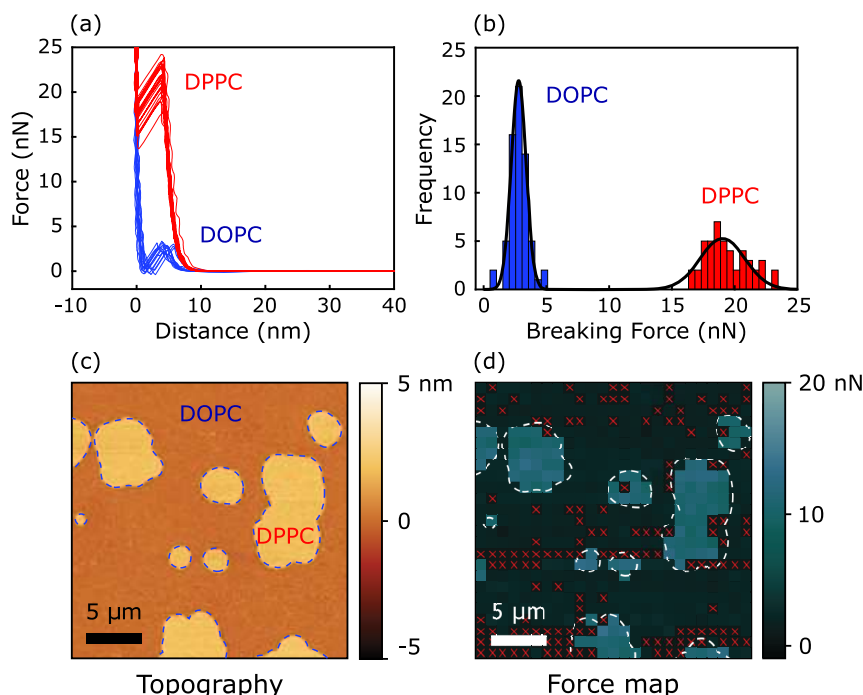 (a)
25
20
15
10
5
0
Force (nN)
DPPC
DOPC
-10 0 10 20 30 40
Distance (nm)
(b)
25
20
15
10
5
0
Frequency
DOPC
DPPC
0 5 10 15 20 25
Breaking Force (nN)
(c)
DOPC
DPPC
5 µm
5 nm
0
-5
Topography
(d)
5 µm
20 nN
10
0
Force map